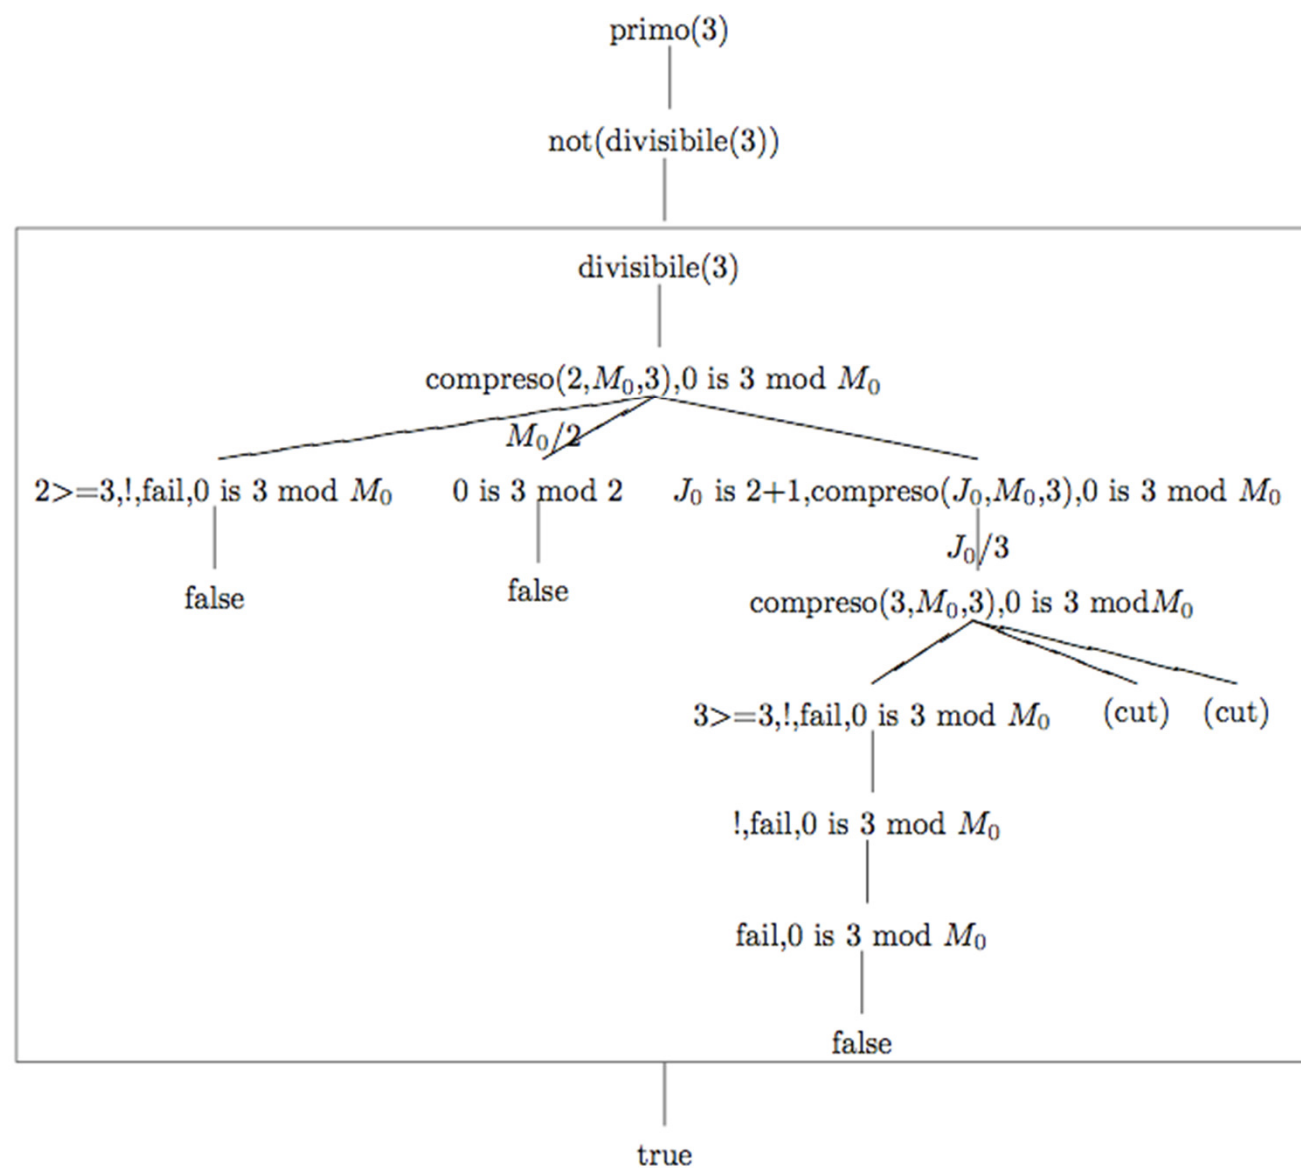 primo(3)
not(divisibile(3))
divisibile(3)
compreso(2,M₀,3),0 is 3 mod M₀
M₀/2
2>=3,!,fail,0 is 3 mod M₀ 0 is 3 mod 2 J₀ is 2+1,compreso(J₀,M₀,3),0 is 3 mod M₀
J₀/3
false false
compreso(3,M₀,3),0 is 3 modM₀
3>=3,!,fail,0 is 3 mod M₀ (cut) (cut)
!,fail,0 is 3 mod M₀
fail,0 is 3 mod M₀
false
true